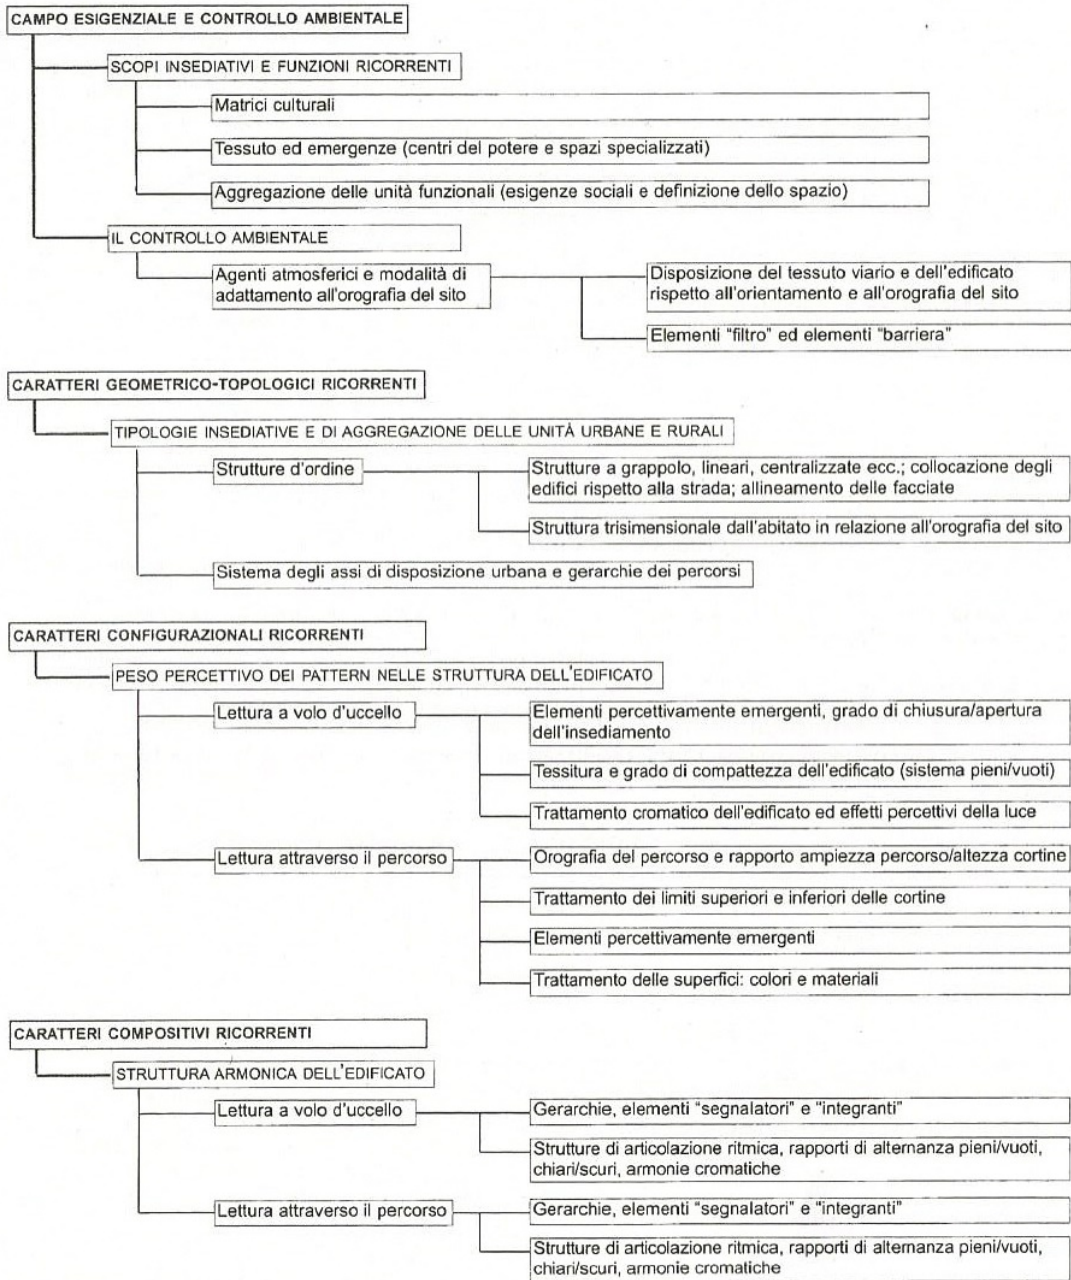 CAMPO ESIGENZIALE E CONTROLLO AMBIENTALE
SCOPI INSEDIATIVI E FUNZIONI RICORRENTI
Matrici culturali
Tessuto ed emergenze (centri del potere e spazi specializzati)
Aggregazione delle unità funzionali (esigenze sociali e definizione dello spazio)
IL CONTROLLO AMBIENTALE
Agenti atmosferici e modalità di
adattamento all'orografia del sito
Disposizione del tessuto viario e dell'edificato
rispetto all'orientamento e all'orografia del sito
Elementi "filtro" ed elementi "barriera"
CARATTERI GEOMETRICO-TOPOLOGICI RICORRENTI
TIPOLOGIE INSEDIATIVE E DI AGGREGAZIONE DELLE UNITÀ URBANE E RURALI
Strutture d'ordine
Strutture a grappolo, lineari, centralizzate ecc.; collocazione degli
edifici rispetto alla strada; allineamento delle facciate
Struttura trisimensionale dall'abitato in relazione all'orografia del sito
Sistema degli assi di disposizione urbana e gerarchie dei percorsi
CARATTERI CONFIGURAZIONALI RICORRENTI
PESO PERCETTIVO DEI PATTERN NELLE STRUTTURA DELL'EDIFICATO
Lettura a volo d'uccello
Elementi percettivamente emergenti, grado di chiusura/apertura
dell'insediamento
Tessitura e grado di compattezza dell'edificato (sistema pieni/vuoti)
Trattamento cromatico dell'edificato ed effetti percettivi della luce
Lettura attraverso il percorso
Orografia del percorso e rapporto ampiezza percorso/altezza cortine
Trattamento dei limiti superiori e inferiori delle cortine
Elementi percettivamente emergenti
Trattamento delle superfici: colori e materiali
CARATTERI COMPOSITIVI RICORRENTI
STRUTTURA ARMONICA DELL'EDIFICATO
Lettura a volo d'uccello
Gerarchie, elementi "segnalatori" e "integranti"
Strutture di articolazione ritmica, rapporti di alternanza pieni/vuoti,
chiari/scuri, armonie cromatiche
Lettura attraverso il percorso
Gerarchie, elementi "segnalatori" e "integranti"
Strutture di articolazione ritmica, rapporti di alternanza pieni/vuoti,
chiari/scuri, armonie cromatiche